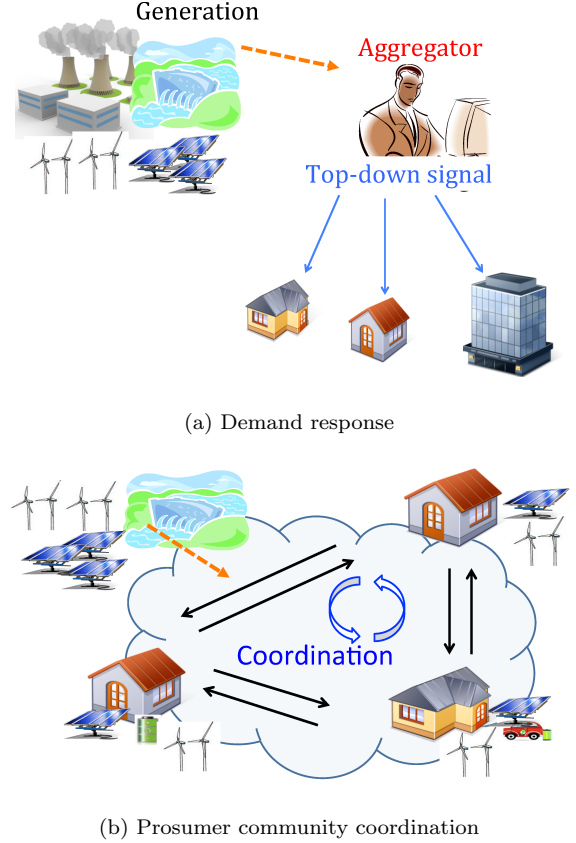 Generation
Aggregator
Top-down signal
(a) Demand response
Coordination
(b) Prosumer community coordination